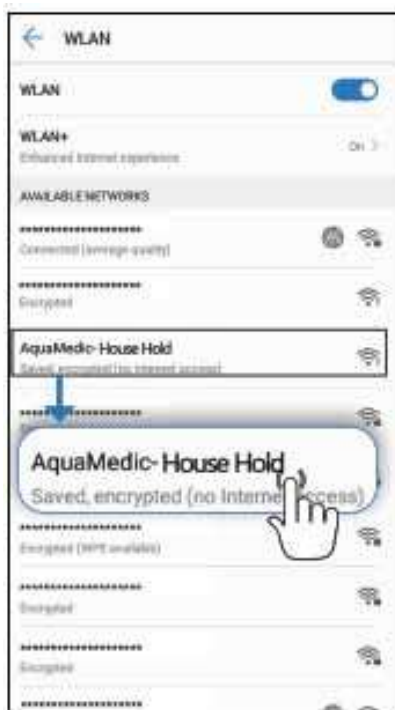 WLAN
WLAN
WLAN+
Enhanced Internet experience
On
AVAILABLE NETWORKS
********************
Connected (average quality)
********************
Encrypted
AquaMedic- House Hold
Saved, encrypted (no Internet access)
********************
AquaMedic- House Hold
Saved, encrypted (no Internet access)
********************
Encrypted (WPS available)
********************
Encrypted
********************
Encrypted
********************